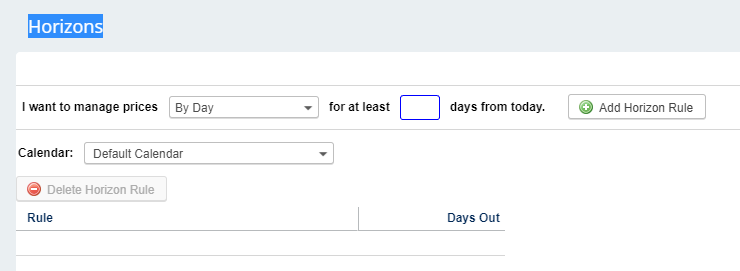 Horizons
I want to manage prices By Day for at least days from today. Add Horizon Rule
Calendar: Default Calendar
Delete Horizon Rule
Rule Days Out